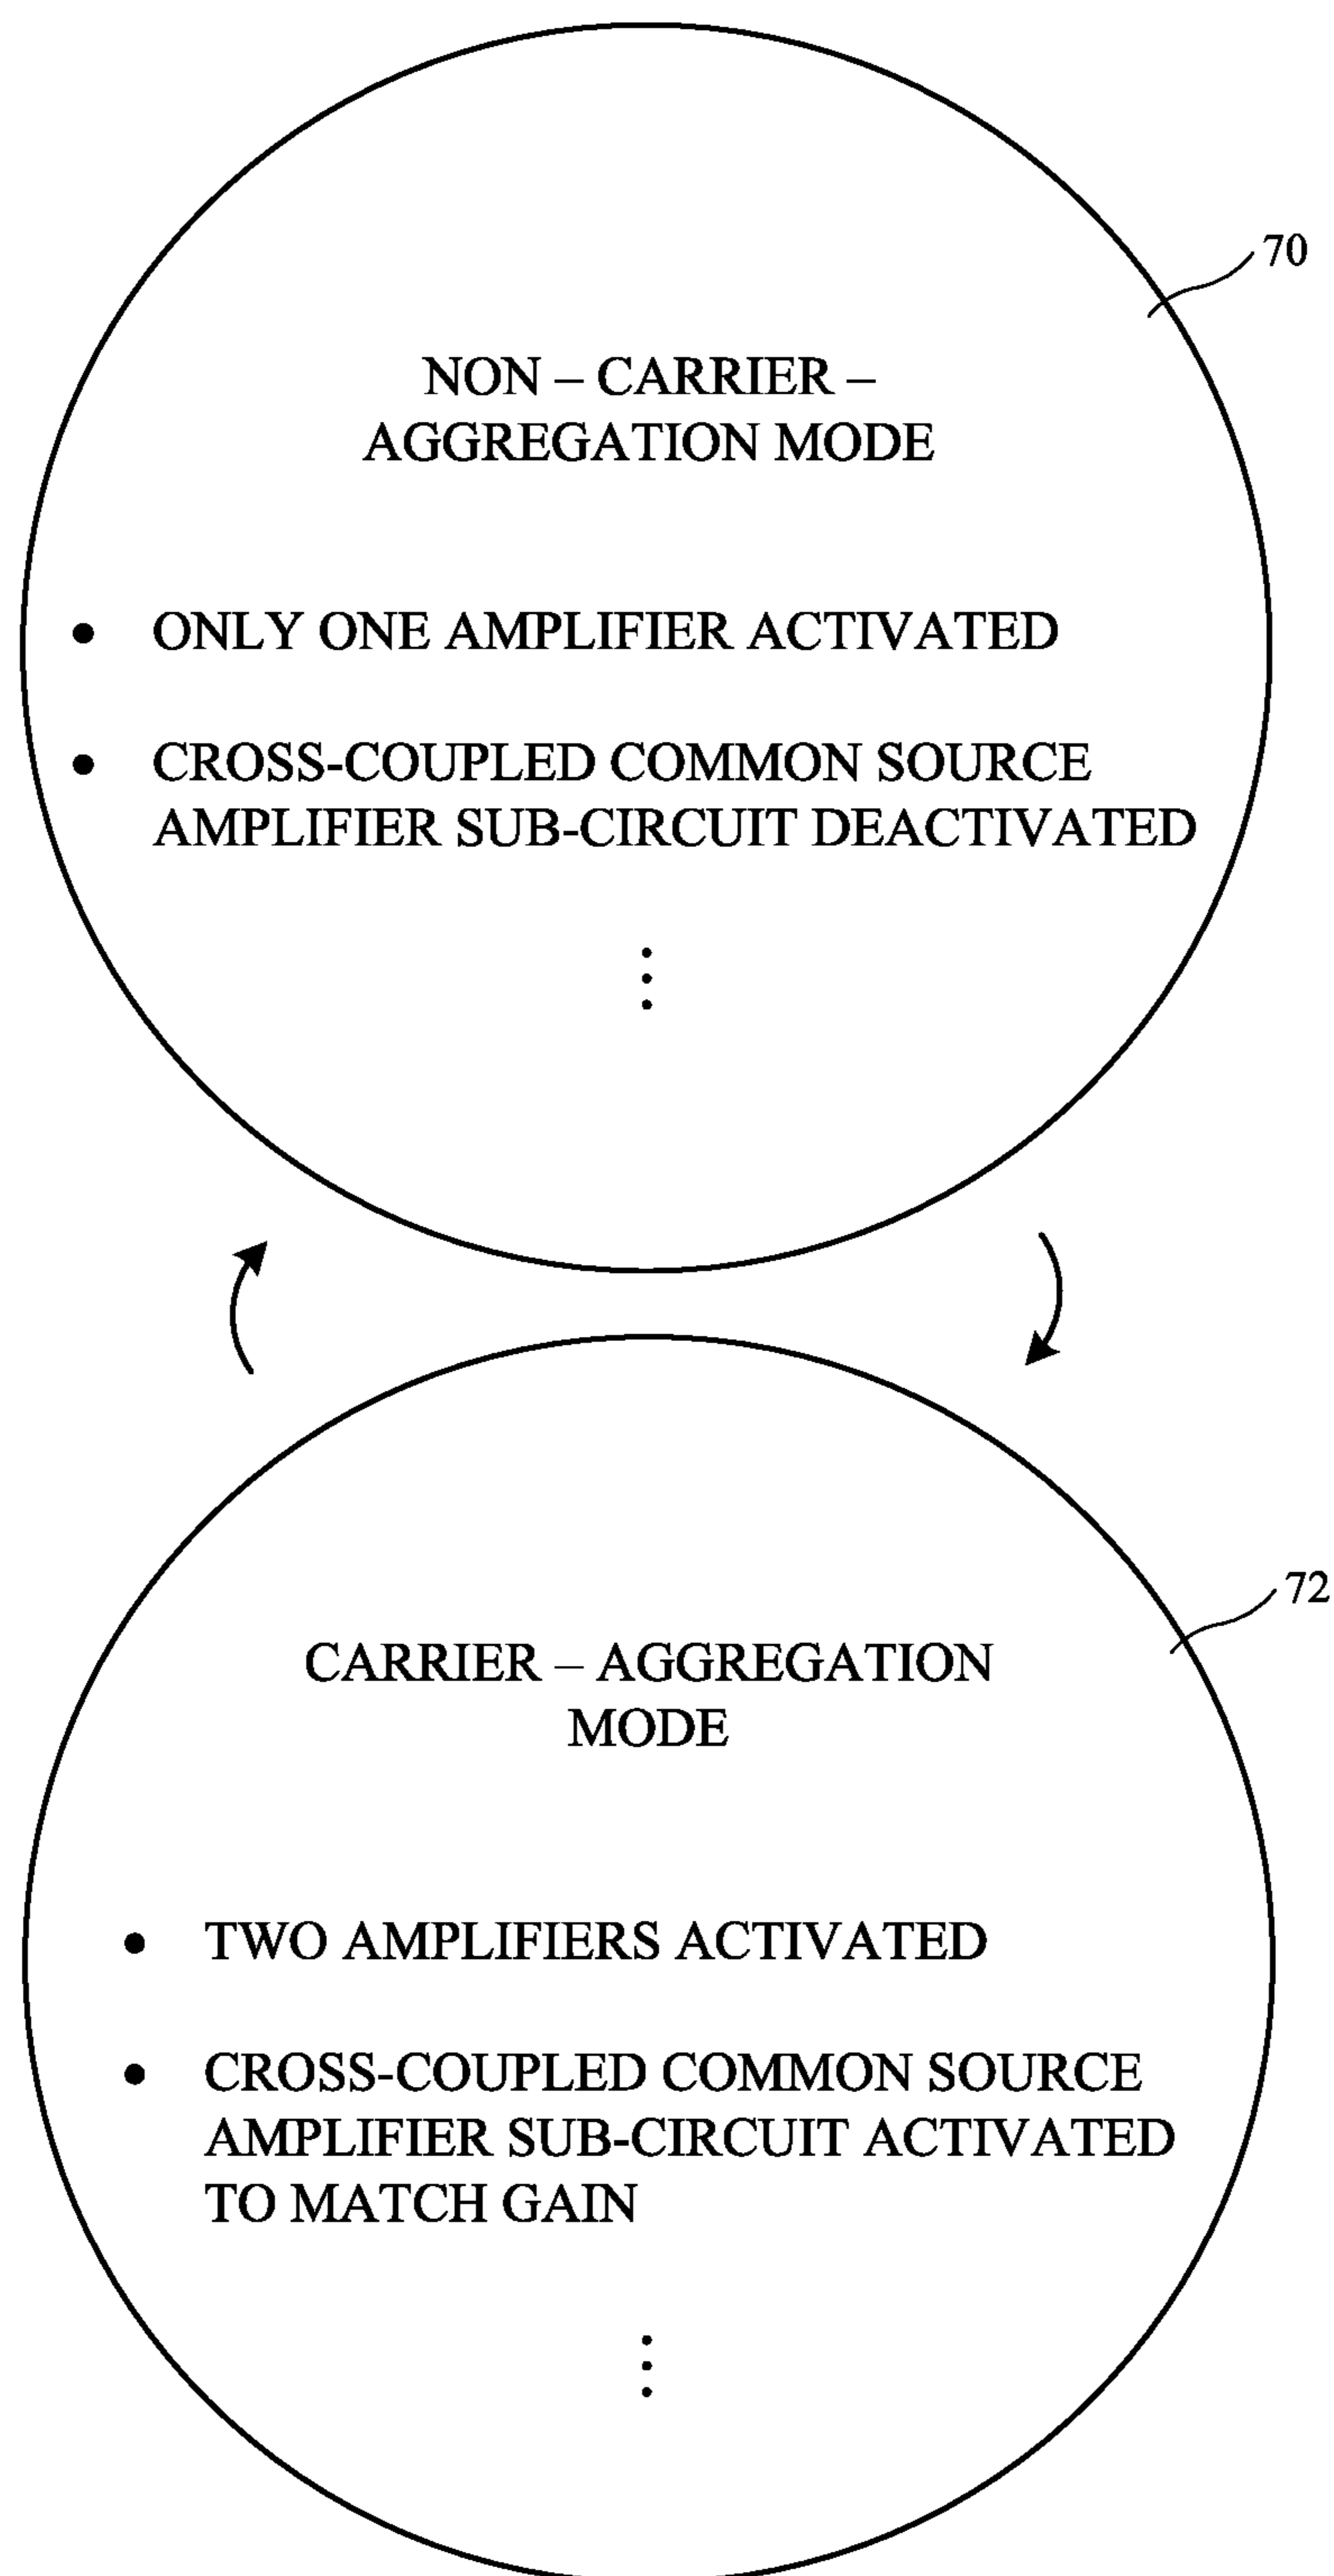 70
NON – CARRIER –
AGGREGATION MODE
• ONLY ONE AMPLIFIER ACTIVATED
• CROSS-COUPLED COMMON SOURCE
AMPLIFIER SUB-CIRCUIT DEACTIVATED
⋮
72
CARRIER – AGGREGATION
MODE
• TWO AMPLIFIERS ACTIVATED
• CROSS-COUPLED COMMON SOURCE
AMPLIFIER SUB-CIRCUIT ACTIVATED
TO MATCH GAIN
⋮